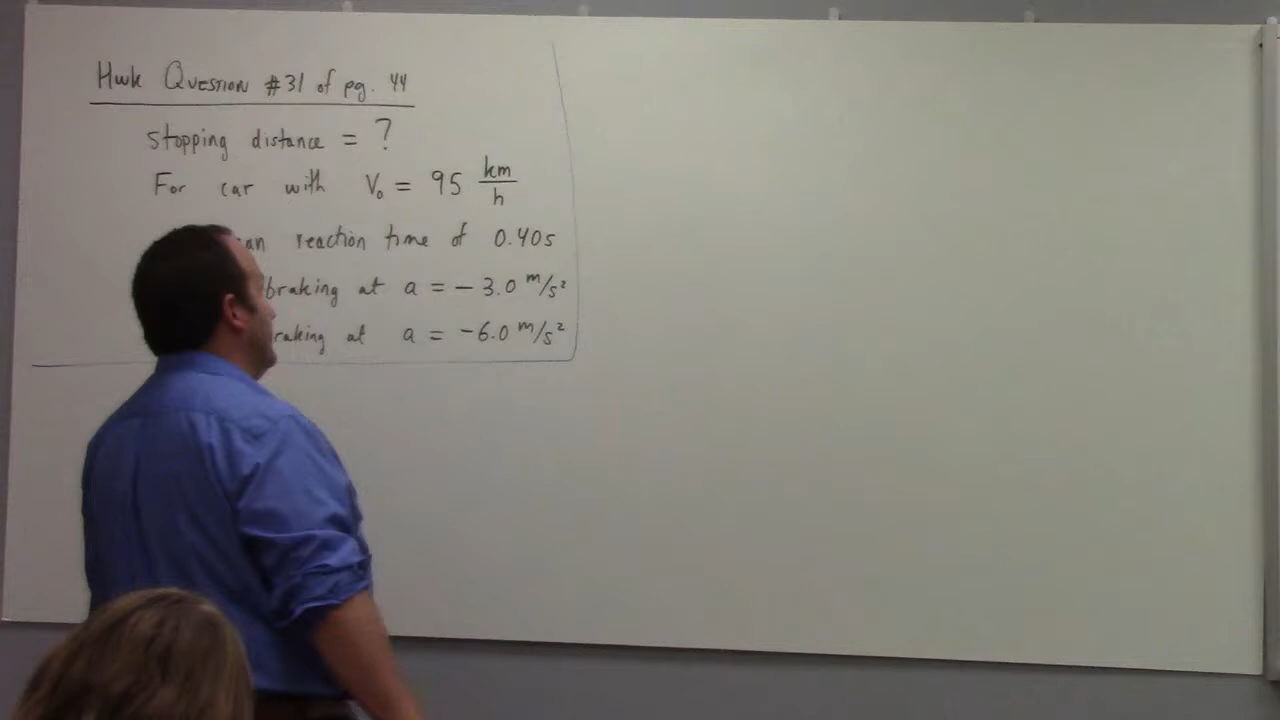 Hwk Question #31 of pg. 44
stopping distance = ?
For car with V₀ = 95 km/h
reaction time of 0.40s
braking at a = -3.0 m/s²
at a = -6.0 m/s²